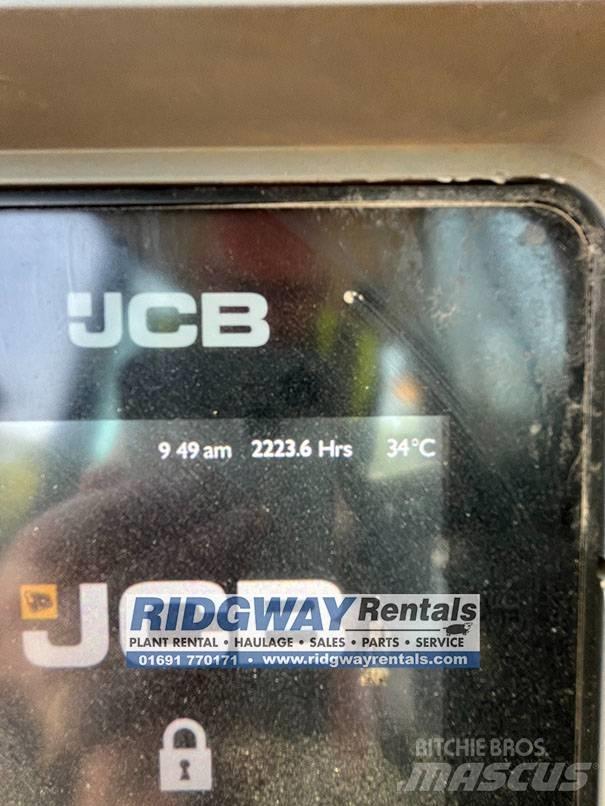 JCB
9 49 am 2223.6 Hrs 34°C
JCB
RIDGWAY Rentals
PLANT RENTAL • HAULAGE • SALES • PARTS • SERVICE
01691 770171 • www.ridgwayrentals.com
RITCHIE BROS.
MASCUS